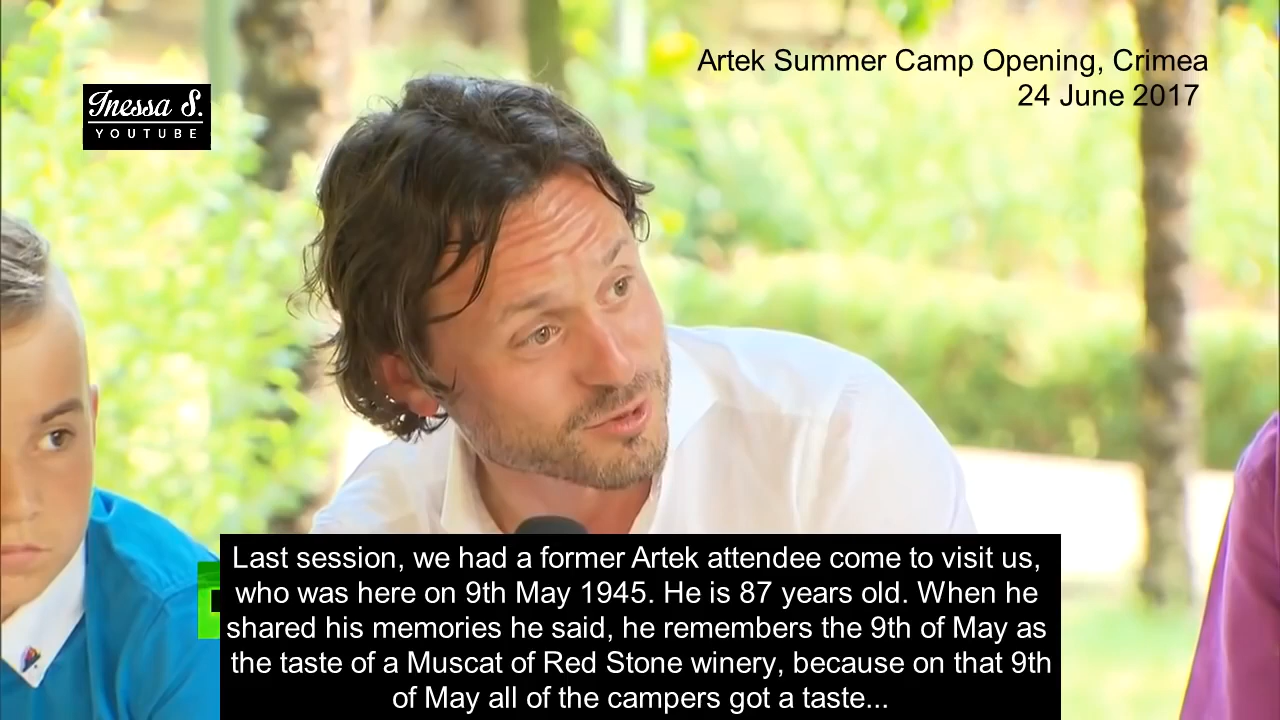 Artek Summer Camp Opening, Crimea
24 June 2017
Inessa S.
YOUTUBE
Last session, we had a former Artek attendee come to visit us,
who was here on 9th May 1945. He is 87 years old. When he
shared his memories he said, he remembers the 9th of May as
the taste of a Muscat of Red Stone winery, because on that 9th
of May all of the campers got a taste...